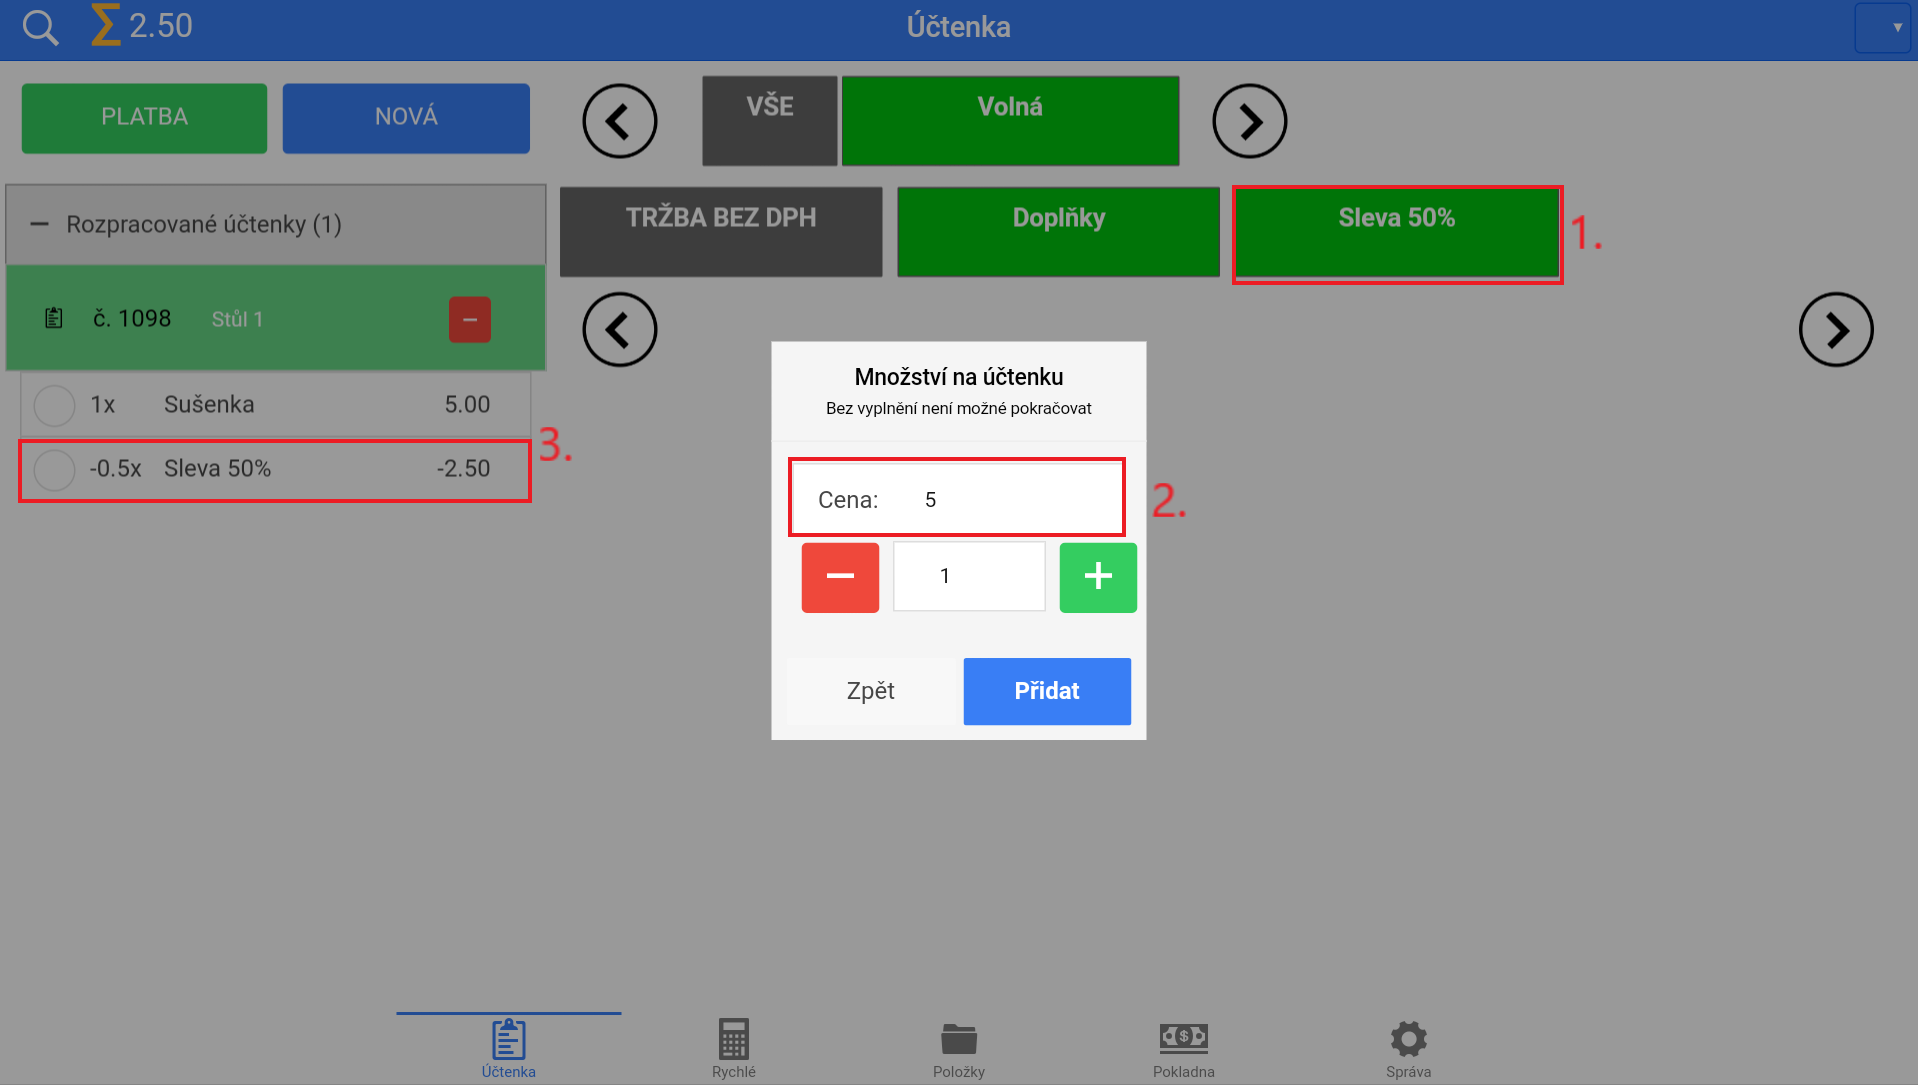 Σ 2.50
Účtenka
PLATBA
NOVÁ
VŠE
Volná
Rozpracované účtenky (1)
TRŽBA BEZ DPH
Doplňky
Sleva 50%
1.
č. 1098 Stůl 1
1x Sušenka 5.00
-0.5x Sleva 50% -2.50
3.
Množství na účtenku
Bez vyplnění není možné pokračovat
Cena: 5
2.
1
Zpět
Přidat
Účtenka
Rychlé
Položky
Pokladna
Správa